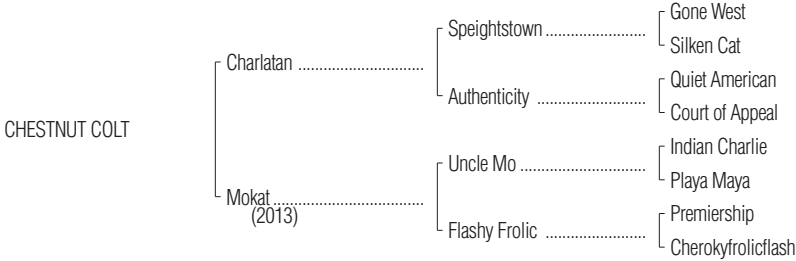 Gone West
Speightstown
Silken Cat
Charlatan
Quiet American
Authenticity
Court of Appeal
CHESTNUT COLT
Indian Charlie
Uncle Mo
Playa Maya
Mokat
(2013)
Premiership
Flashy Frolic
Cherokyfrolicflash